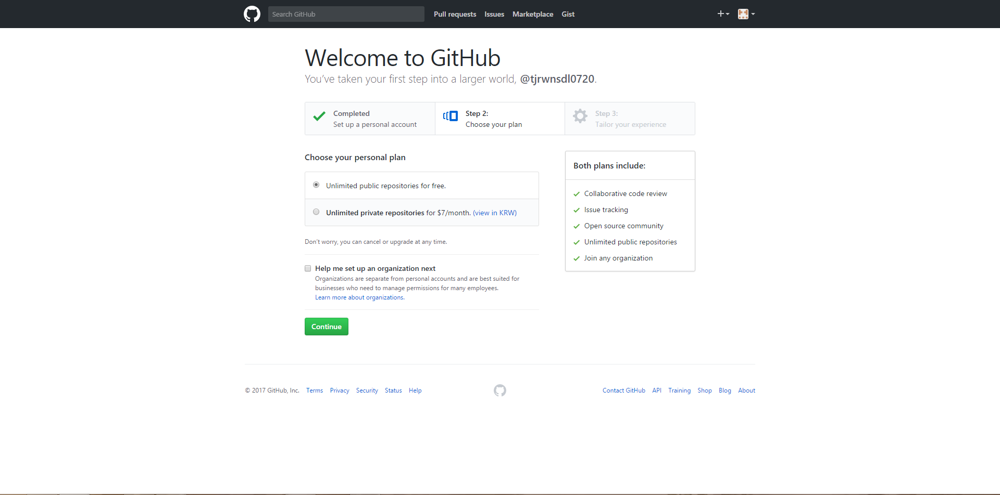 Search GitHub
Pull requests
Issues
Marketplace
Gist
Welcome to GitHub
You've taken your first step into a larger world, @tjrwnsdl0720.
Completed
Set up a personal account
Step 2:
Choose your plan
Step 3:
Tailor your experience
Choose your personal plan
Unlimited public repositories for free.
Unlimited private repositories for $7/month. (view in KRW)
Don't worry, you can cancel or upgrade at any time.
Help me set up an organization next
Organizations are separate from personal accounts and are best suited for
businesses who need to manage permissions for many employees.
Learn more about organizations.
Continue
Both plans include:
Collaborative code review
Issue tracking
Open source community
Unlimited public repositories
Join any organization
© 2017 GitHub, Inc.
Terms
Privacy
Security
Status
Help
Contact GitHub
API
Training
Shop
Blog
About